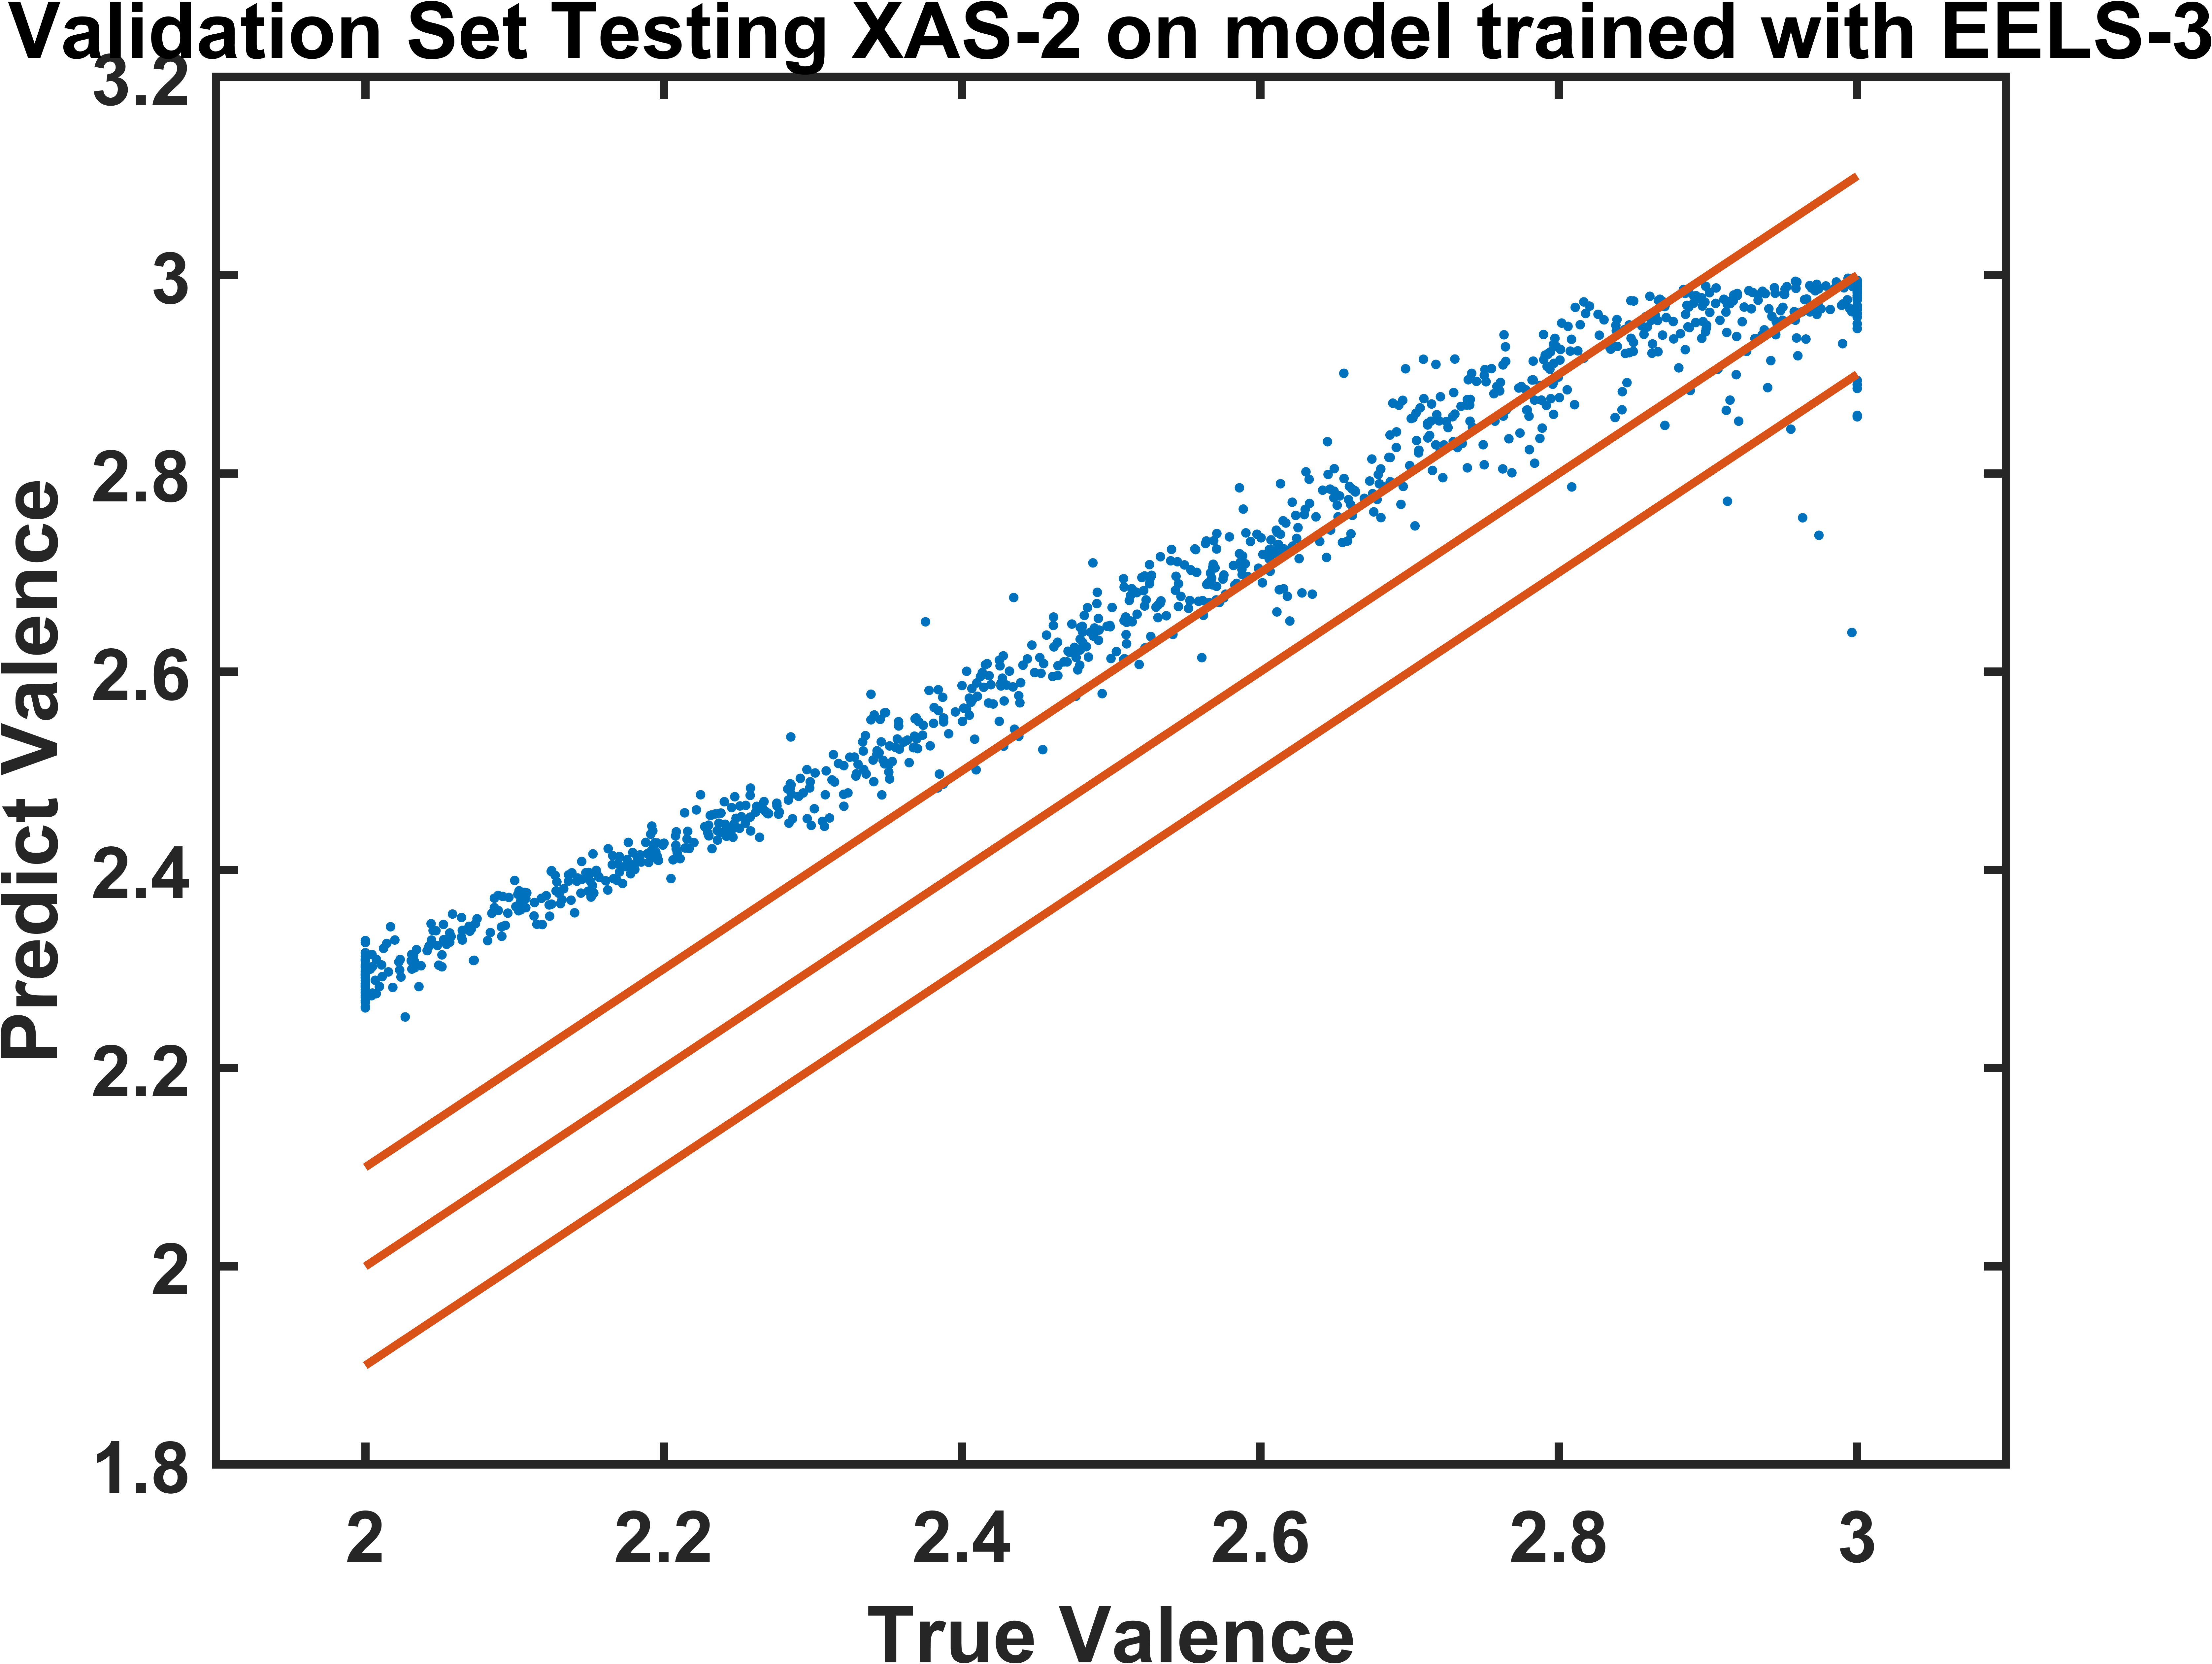 Validation Set Testing XAS-2 on model trained with EELS-3
3.2
3
2.8
2.6
2.4
2.2
2
1.8
Predict Valence
2 2.2 2.4 2.6 2.8 3
True Valence